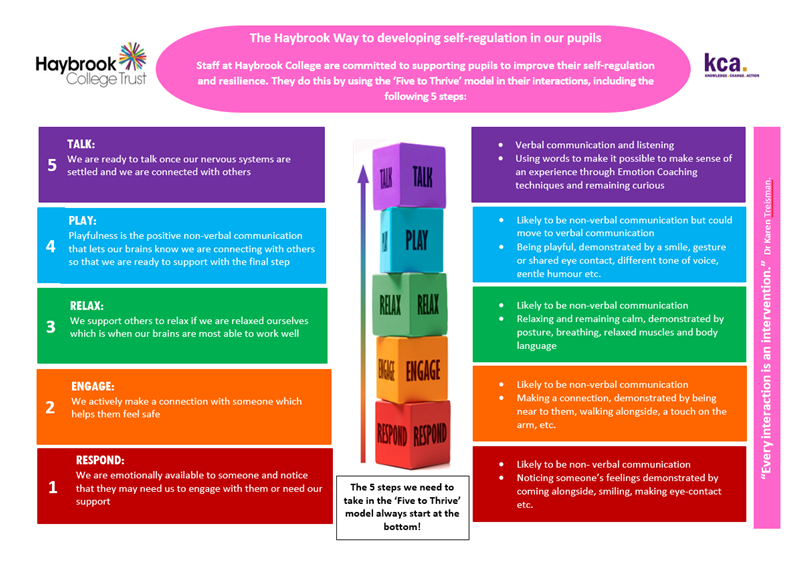 The Haybrook Way to developing self-regulation in our pupils
Haybrook
College Trust
Staff at Haybrook College are committed to supporting pupils to improve their self-regulation
and resilience. They do this by using the ‘Five to Thrive’ model in their interactions, including the
following 5 steps:
kca.
KNOWLEDGE . CHANGE . ACTION
5
TALK:
We are ready to talk once our nervous systems are
settled and we are connected with others
4
PLAY:
Playfulness is the positive non-verbal communication
that lets our brains know we are connecting with others
so that we are ready to support with the final step
3
RELAX:
We support others to relax if we are relaxed ourselves
which is when our brains are most able to work well
2
ENGAGE:
We actively make a connection with someone which
helps them feel safe
1
RESPOND:
We are emotionally available to someone and notice
that they may need us to engage with them or need our
support
TALK TALK
PLAY PLAY
RELAX RELAX
ENGAGE ENGAGE
RESPOND RESPOND
The 5 steps we need to
take in the ‘Five to Thrive’
model always start at the
bottom!
• Verbal communication and listening
• Using words to make it possible to make sense of
an experience through Emotion Coaching
techniques and remaining curious
• Likely to be non-verbal communication but could
move to verbal communication
• Being playful, demonstrated by a smile, gesture
or shared eye contact, different tone of voice,
gentle humour etc.
• Likely to be non-verbal communication
• Relaxing and remaining calm, demonstrated by
posture, breathing, relaxed muscles and body
language
• Likely to be non-verbal communication
• Making a connection, demonstrated by being
near to them, walking alongside, a touch on the
arm, etc.
• Likely to be non- verbal communication
• Noticing someone’s feelings demonstrated by
coming alongside, smiling, making eye-contact
etc.
“Every interaction is an intervention.” Dr Karen Treisman.